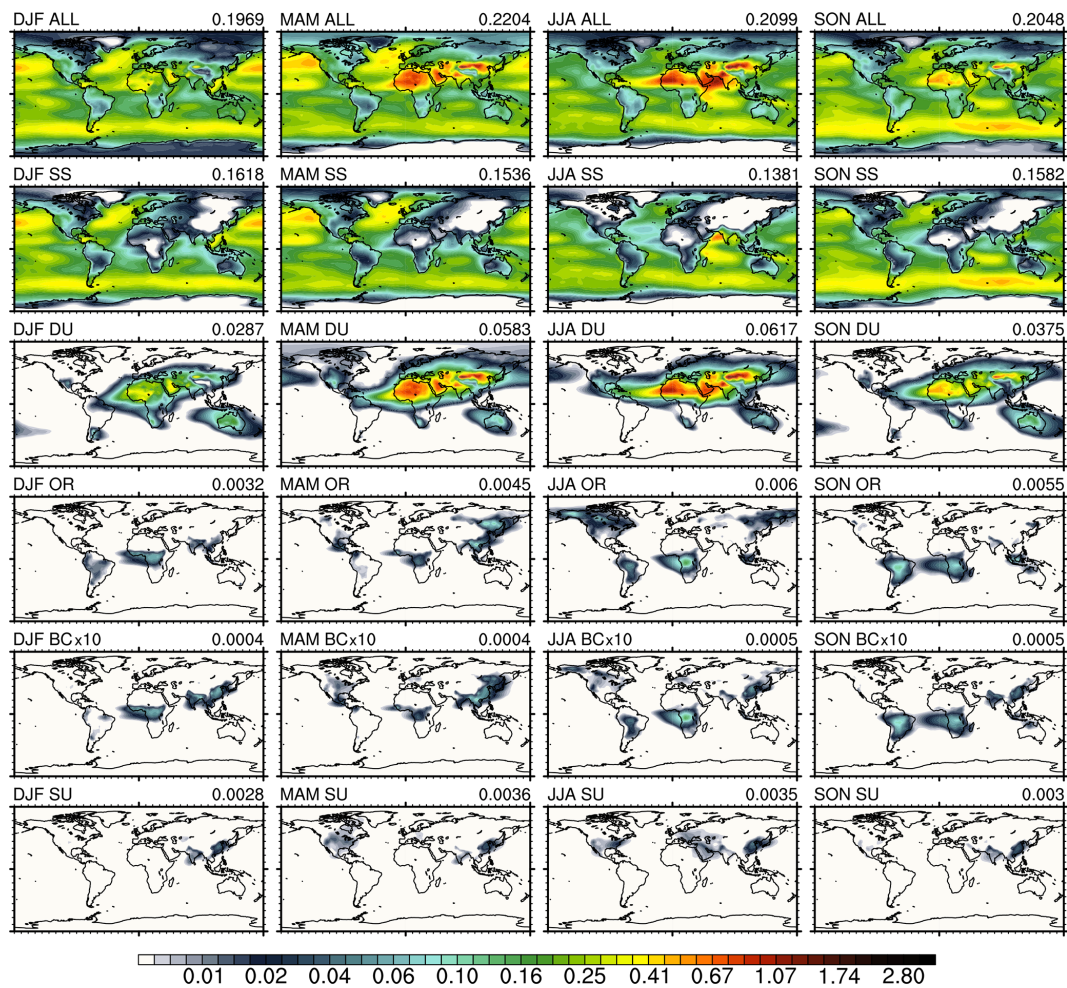 DJF ALL 0.1969 MAM ALL 0.2204 JJA ALL 0.2099 SON ALL 0.2048
DJF SS 0.1618 MAM SS 0.1536 JJA SS 0.1381 SON SS 0.1582
DJF DU 0.0287 MAM DU 0.0583 JJA DU 0.0617 SON DU 0.0375
DJF OR 0.0032 MAM OR 0.0045 JJA OR 0.006 SON OR 0.0055
DJF BCx10 0.0004 MAM BCx10 0.0004 JJA BCx10 0.0005 SON BCx10 0.0005
DJF SU 0.0028 MAM SU 0.0036 JJA SU 0.0035 SON SU 0.003
0.01 0.02 0.04 0.06 0.10 0.16 0.25 0.41 0.67 1.07 1.74 2.80